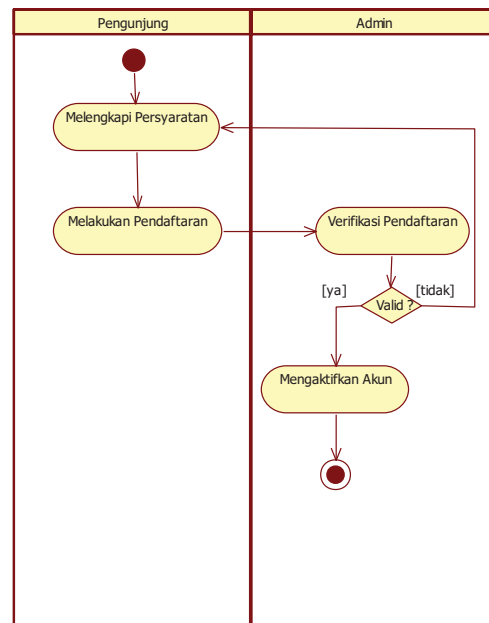 Pengunjung
Admin
Melengkapi Persyaratan
Melakukan Pendaftaran
Verifikasi Pendaftaran
[ya]
[tidak]
Valid ?
Mengaktifkan Akun